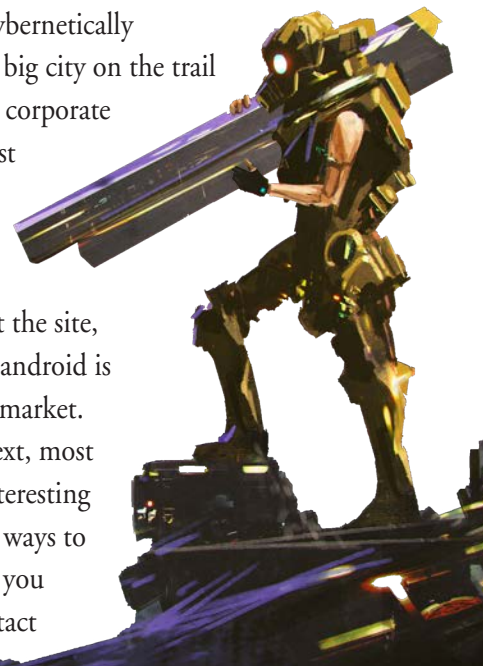 ybernetically
big city on the trail
corporate
st
t the site,
android is
market.
ext, most
teresting
ways to
you
tact